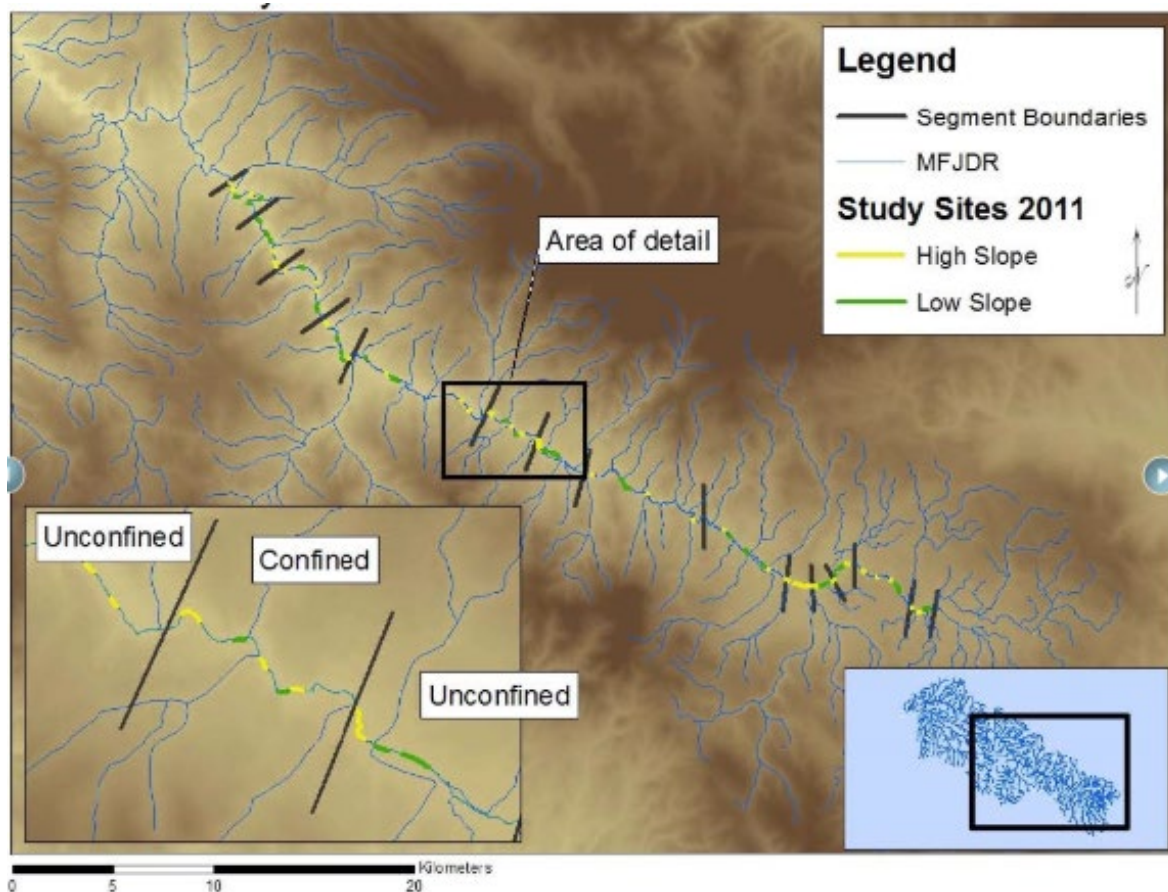 Legend
Segment Boundaries
MFJDR
Study Sites 2011
High Slope
Low Slope
N
Area of detail
Unconfined
Confined
Unconfined
Kilometers
0 5 10 20